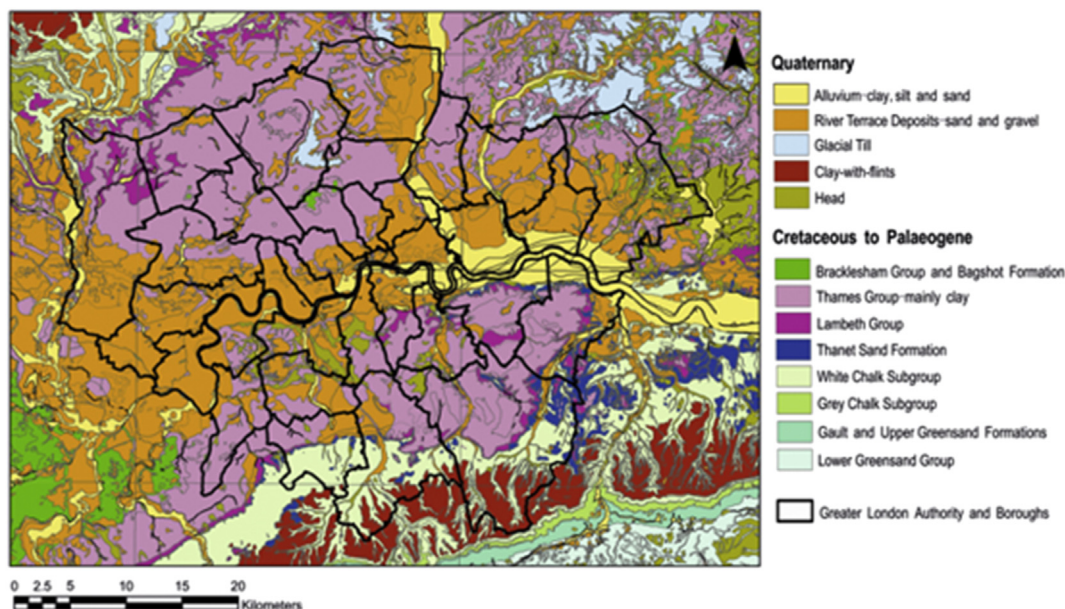 Quaternary
Alluvium-clay, silt and sand
River Terrace Deposits-sand and gravel
Glacial Till
Clay-with-flints
Head
Cretaceous to Palaeogene
Bracklesham Group and Bagshot Formation
Thames Group-mainly clay
Lambeth Group
Thanet Sand Formation
White Chalk Subgroup
Grey Chalk Subgroup
Gault and Upper Greensand Formations
Lower Greensand Group
Greater London Authority and Boroughs
0 2.5 5 10 15 20
Kilometers